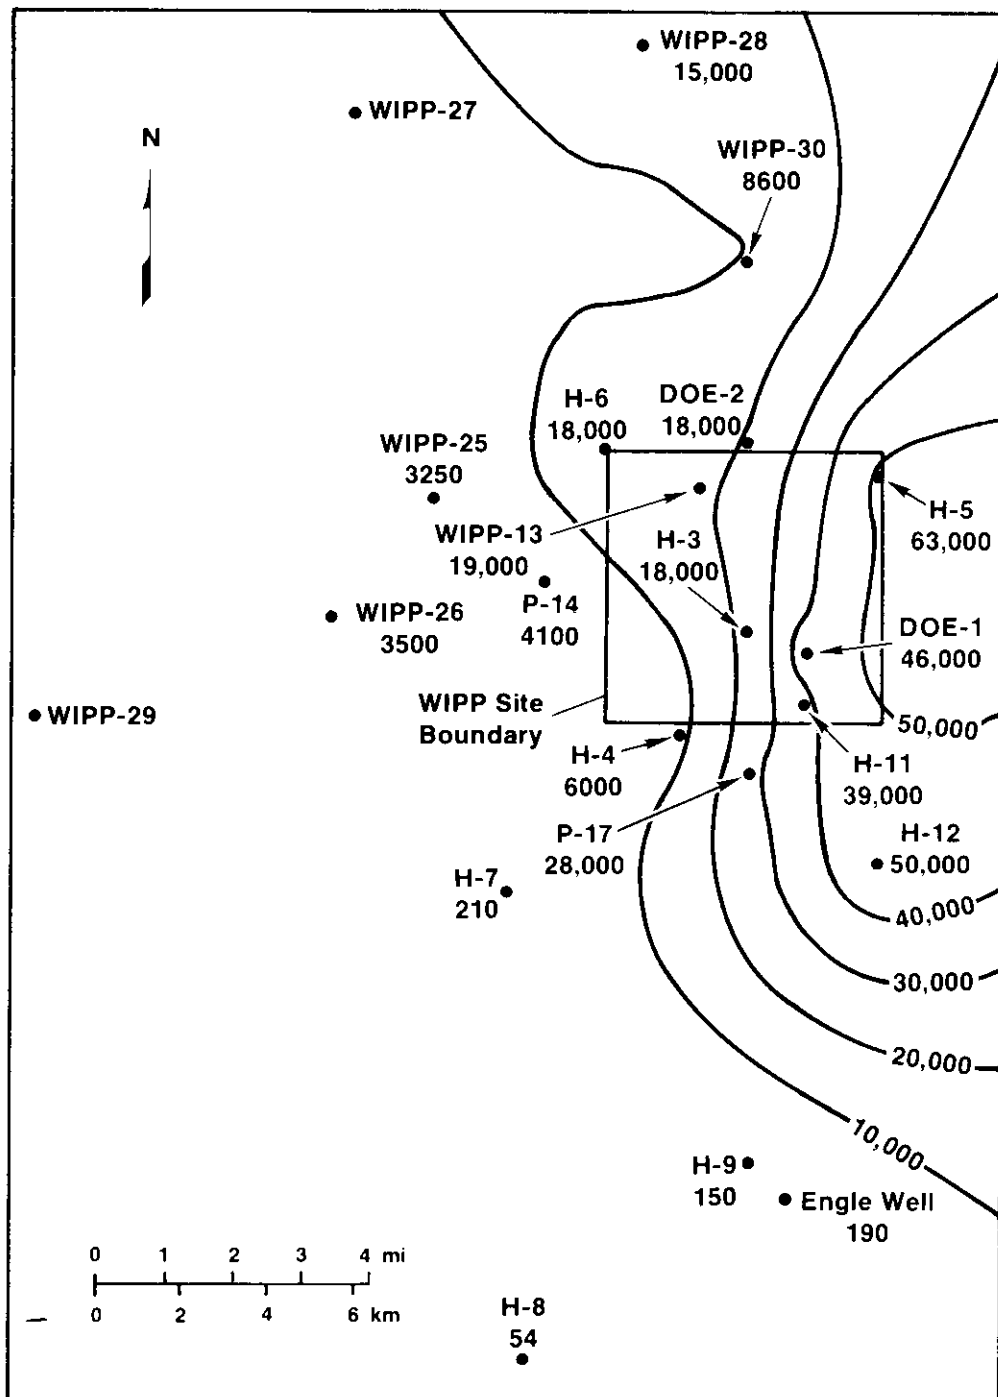 WIPP-28
15,000
WIPP-27
N
WIPP-30
8600
H-6
18,000
DOE-2
18,000
WIPP-25
3250
H-5
63,000
WIPP-13
19,000
H-3
18,000
P-14
4100
WIPP-26
3500
DOE-1
46,000
WIPP-29
WIPP Site
Boundary
50,000
H-4
6000
H-11
39,000
P-17
28,000
H-12
50,000
H-7
210
40,000
30,000
20,000
10,000
H-9
150
Engle Well
190
0 1 2 3 4 mi
0 2 4 6 km
H-8
54